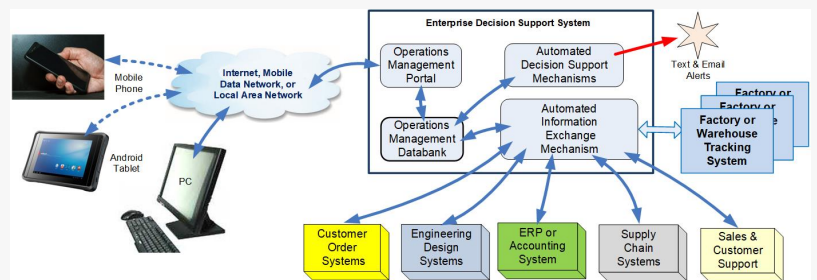 Enterprise Decision Support System
Mobile
Phone
Internet, Mobile
Data Network, or
Local Area Network
Operations
Management
Portal
Automated
Decision Support
Mechanisms
Text & Email
Alerts
Operations
Management
Databank
Automated
Information
Exchange
Mechanism
Factory or
Factory or
Factory or
Warehouse
Tracking
System
Android
Tablet
PC
Customer
Order
Systems
Engineering
Design
Systems
ERP or
Accounting
System
Supply
Chain
Systems
Sales &
Customer
Support